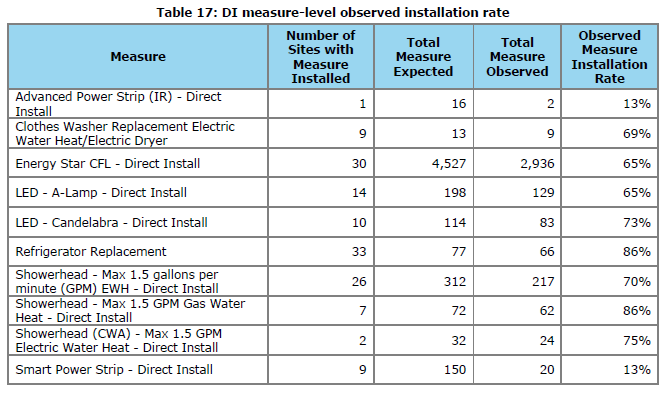 Table 17: DI measure-level observed installation rate
Measure
Number of
Sites with
Measure
Installed
Total
Measure
Expected
Total
Measure
Observed
Observed
Measure
Installation
Rate
Advanced Power Strip (IR) - Direct
Install
1 16 2 13%
Clothes Washer Replacement Electric
Water Heat/Electric Dryer
9 13 9 69%
Energy Star CFL - Direct Install 30 4,527 2,936 65%
LED - A-Lamp - Direct Install 14 198 129 65%
LED - Candelabra - Direct Install 10 114 83 73%
Refrigerator Replacement 33 77 66 86%
Showerhead - Max 1.5 gallons per
minute (GPM) EWH - Direct Install
26 312 217 70%
Showerhead - Max 1.5 GPM Gas Water
Heat - Direct Install
7 72 62 86%
Showerhead (CWA) - Max 1.5 GPM
Electric Water Heat - Direct Install
2 32 24 75%
Smart Power Strip - Direct Install 9 150 20 13%